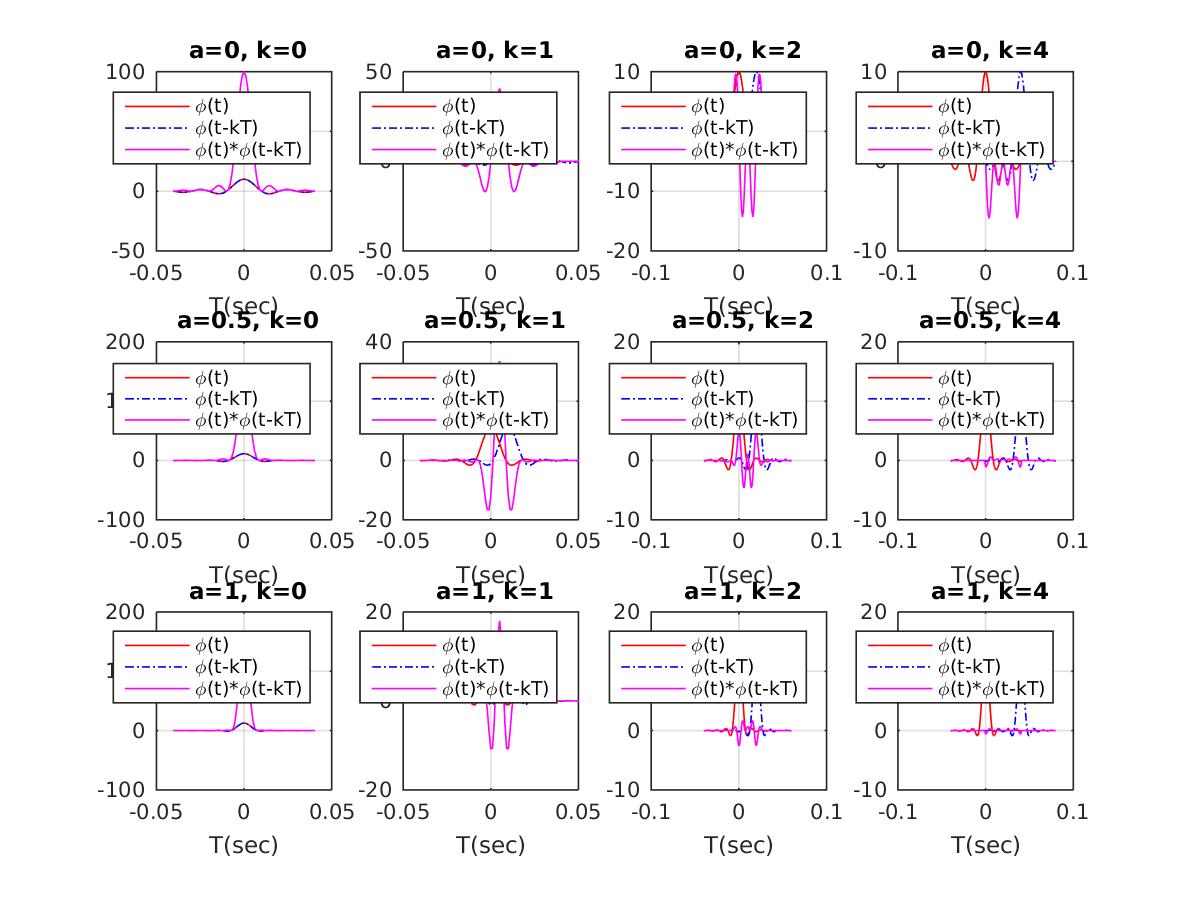 a=0, k=0
a=0, k=1
a=0, k=2
a=0, k=4
100
0
-50
-0.05 0 0.05
T(sec)
ϕ(t)
ϕ(t-kT)
ϕ(t)*ϕ(t-kT)
50
-50
-0.05 0 0.05
T(sec)
ϕ(t)
ϕ(t-kT)
ϕ(t)*ϕ(t-kT)
10
-10
-20
-0.1 0 0.1
T(sec)
ϕ(t)
ϕ(t-kT)
ϕ(t)*ϕ(t-kT)
10
-10
-0.1 0 0.1
T(sec)
ϕ(t)
ϕ(t-kT)
ϕ(t)*ϕ(t-kT)
a=0.5, k=0
a=0.5, k=1
a=0.5, k=2
a=0.5, k=4
200
0
-100
-0.05 0 0.05
T(sec)
ϕ(t)
ϕ(t-kT)
ϕ(t)*ϕ(t-kT)
40
0
-20
-0.05 0 0.05
T(sec)
ϕ(t)
ϕ(t-kT)
ϕ(t)*ϕ(t-kT)
20
0
-10
-0.1 0 0.1
T(sec)
ϕ(t)
ϕ(t-kT)
ϕ(t)*ϕ(t-kT)
20
0
-10
-0.1 0 0.1
T(sec)
ϕ(t)
ϕ(t-kT)
ϕ(t)*ϕ(t-kT)
a=1, k=0
a=1, k=1
a=1, k=2
a=1, k=4
200
0
-100
-0.05 0 0.05
T(sec)
ϕ(t)
ϕ(t-kT)
ϕ(t)*ϕ(t-kT)
20
-20
-0.05 0 0.05
T(sec)
ϕ(t)
ϕ(t-kT)
ϕ(t)*ϕ(t-kT)
20
0
-10
-0.1 0 0.1
T(sec)
ϕ(t)
ϕ(t-kT)
ϕ(t)*ϕ(t-kT)
20
0
-10
-0.1 0 0.1
T(sec)
ϕ(t)
ϕ(t-kT)
ϕ(t)*ϕ(t-kT)